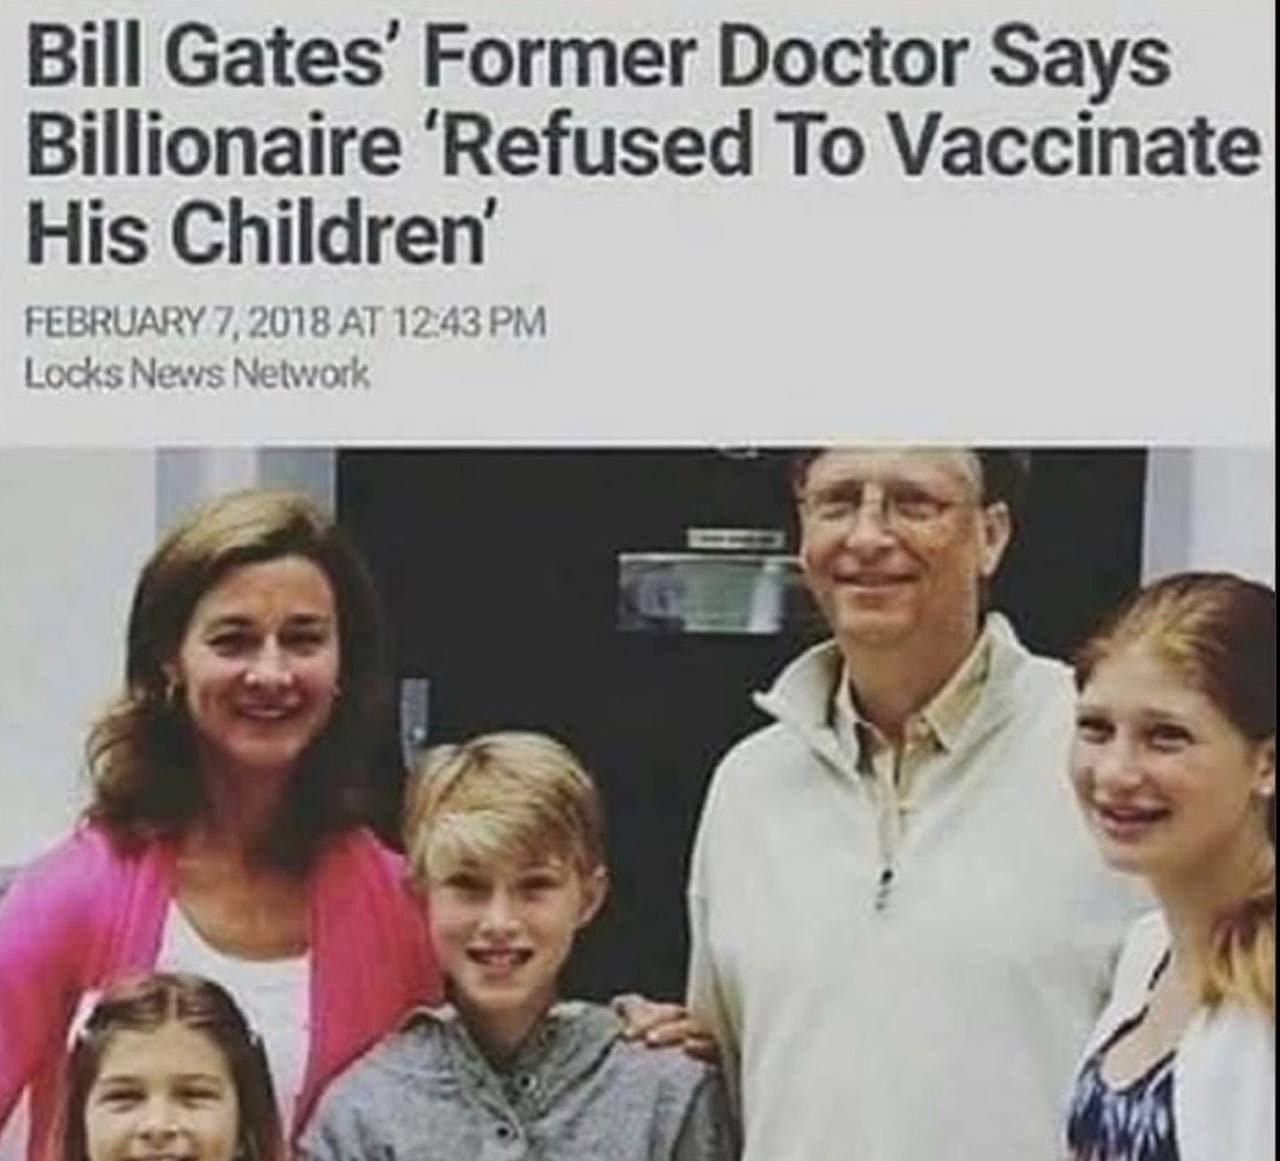 Bill Gates’ Former Doctor Says
Billionaire ‘Refused To Vaccinate
His Children’
FEBRUARY 7, 2018 AT 12:43 PM
Locks News Network